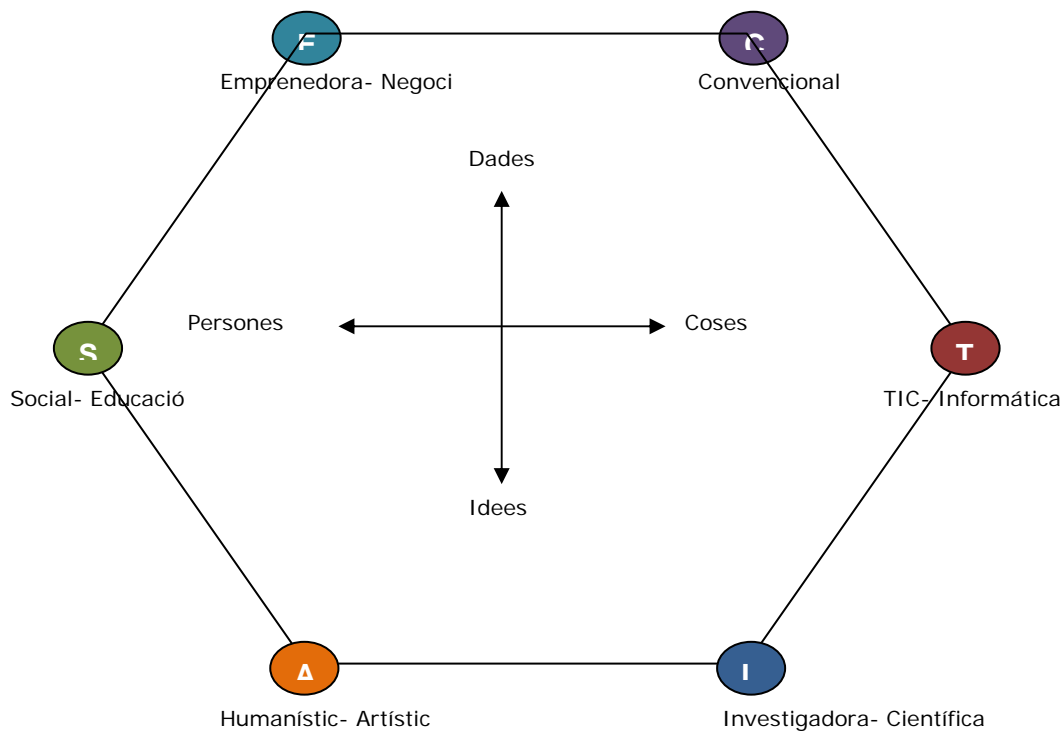 E
C
Emprenedora- Negoci
Convencional
Dades
Persones
Coses
S
T
Social- Educació
TIC- Informática
Idees
A
I
Humanístic- Artístic
Investigadora- Científica